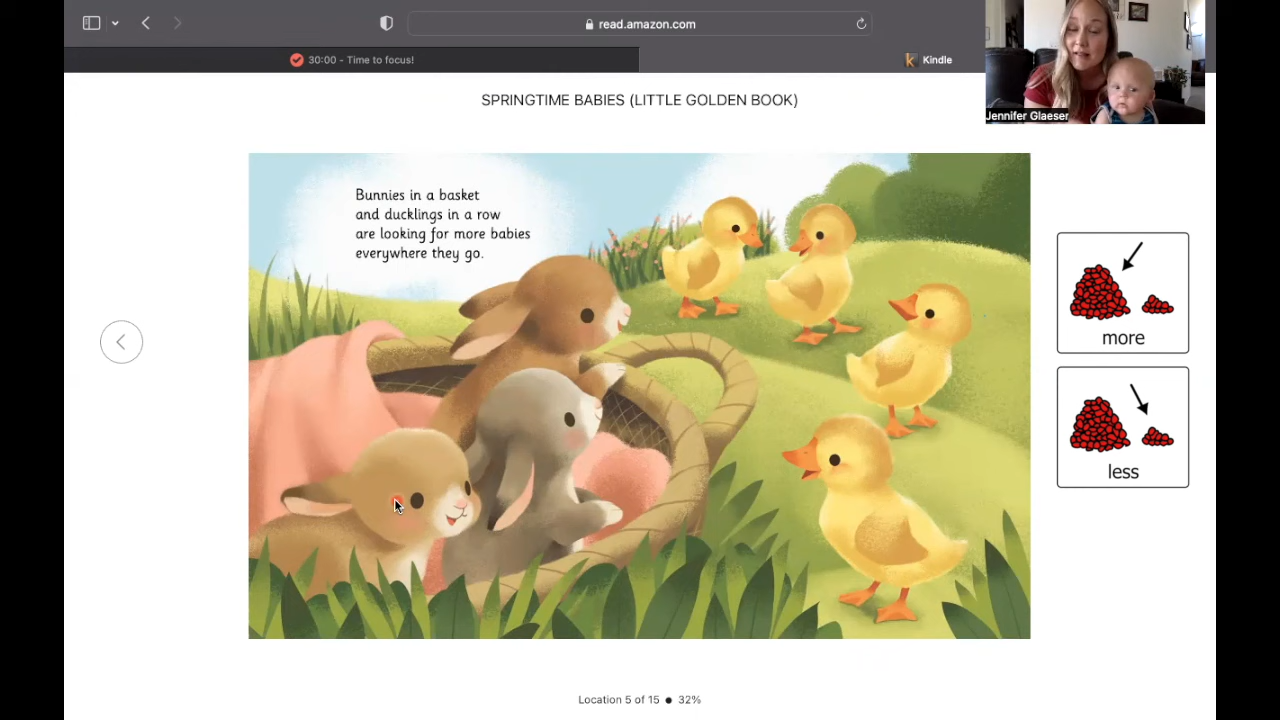 read.amazon.com
30:00 - Time to focus!
Kindle
SPRINGTIME BABIES (LITTLE GOLDEN BOOK)
Jennifer Glaeser
Bunnies in a basket
and ducklings in a row
are looking for more babies
everywhere they go.
more
less
Location 5 of 15 ● 32%